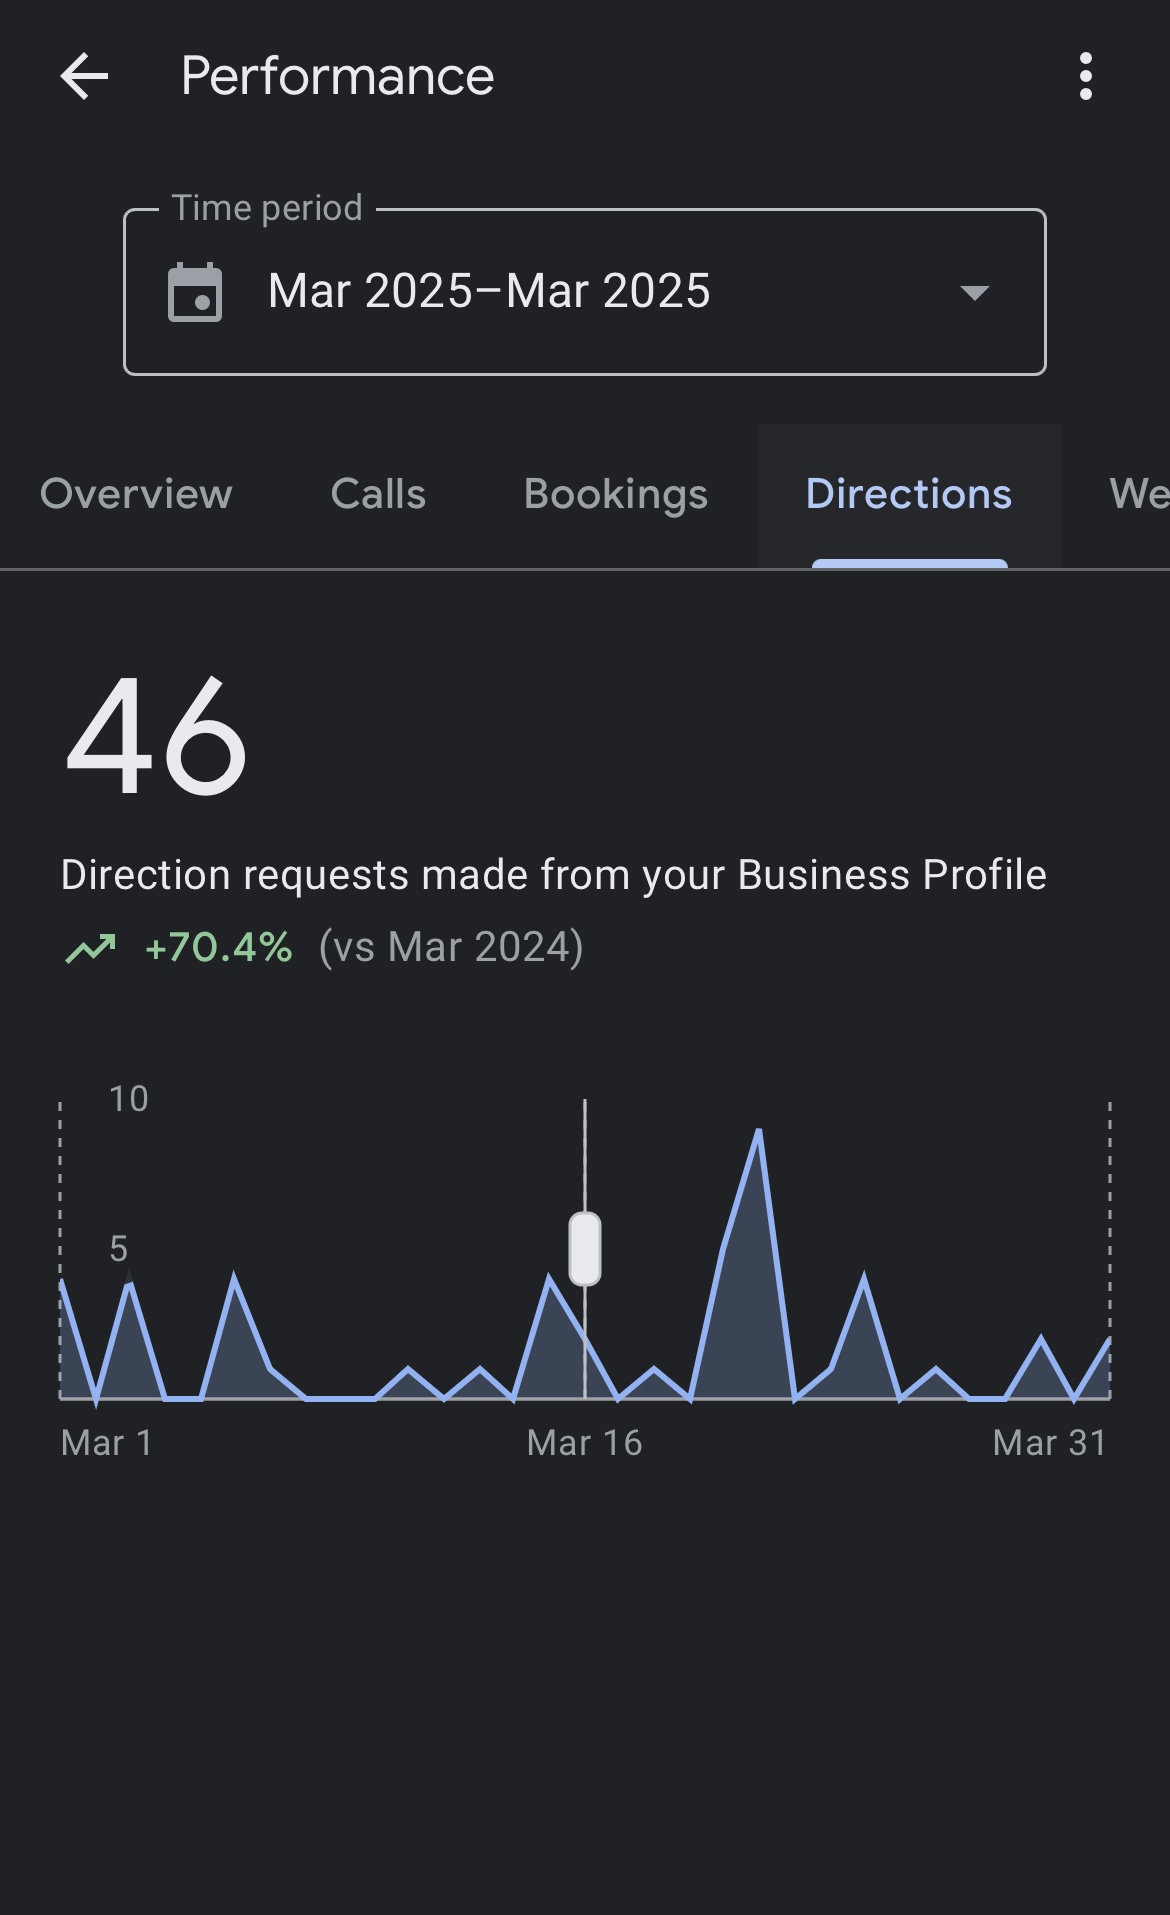 Performance
Time period
Mar 2025–Mar 2025
Overview Calls Bookings Directions We
46
Direction requests made from your Business Profile
+70.4% (vs Mar 2024)
10
5
Mar 1 Mar 16 Mar 31